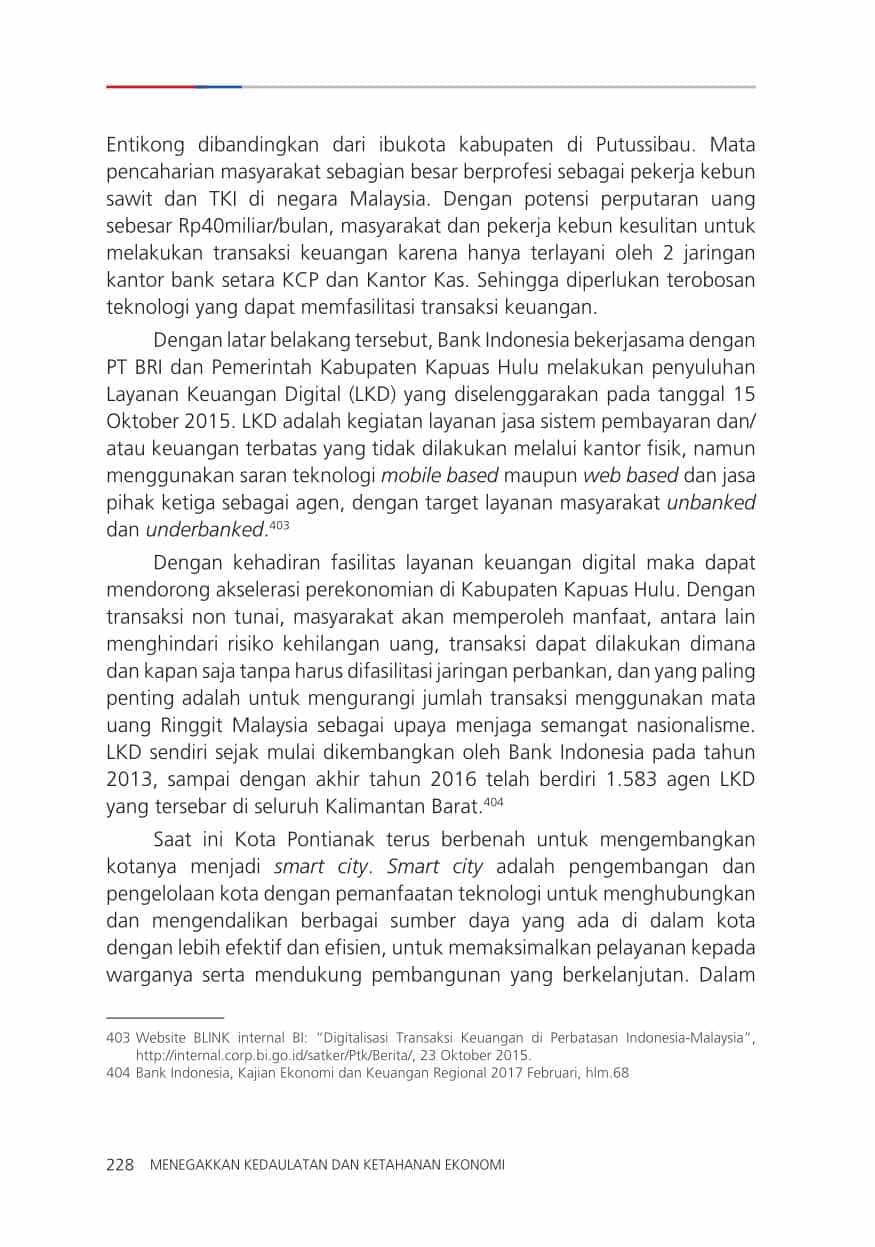 Entikong dibandingkan dari ibukota kabupaten di Putussibau. Mata
pencaharian masyarakat sebagian besar berprofesi sebagai pekerja kebun
sawit dan TKI di negara Malaysia. Dengan potensi perputaran uang
sebesar Rp40miliar/bulan, masyarakat dan pekerja kebun kesulitan untuk
melakukan transaksi keuangan karena hanya terlayani oleh 2 jaringan
kantor bank setara KCP dan Kantor Kas. Sehingga diperlukan terobosan
teknologi yang dapat memfasilitasi transaksi keuangan.
Dengan latar belakang tersebut, Bank Indonesia bekerjasama dengan
PT BRI dan Pemerintah Kabupaten Kapuas Hulu melakukan penyuluhan
Layanan Keuangan Digital (LKD) yang diselenggarakan pada tanggal 15
Oktober 2015. LKD adalah kegiatan layanan jasa sistem pembayaran dan/
atau keuangan terbatas yang tidak dilakukan melalui kantor fisik, namun
menggunakan saran teknologi mobile based maupun web based dan jasa
pihak ketiga sebagai agen, dengan target layanan masyarakat unbanked
dan underbanked.403
Dengan kehadiran fasilitas layanan keuangan digital maka dapat
mendorong akselerasi perekonomian di Kabupaten Kapuas Hulu. Dengan
transaksi non tunai, masyarakat akan memperoleh manfaat, antara lain
menghindari risiko kehilangan uang, transaksi dapat dilakukan dimana
dan kapan saja tanpa harus difasilitasi jaringan perbankan, dan yang paling
penting adalah untuk mengurangi jumlah transaksi menggunakan mata
uang Ringgit Malaysia sebagai upaya menjaga semangat nasionalisme.
LKD sendiri sejak mulai dikembangkan oleh Bank Indonesia pada tahun
2013, sampai dengan akhir tahun 2016 telah berdiri 1.583 agen LKD
yang tersebar di seluruh Kalimantan Barat.404
Saat ini Kota Pontianak terus berbenah untuk mengembangkan
kotanya menjadi smart city. Smart city adalah pengembangan dan
pengelolaan kota dengan pemanfaatan teknologi untuk menghubungkan
dan mengendalikan berbagai sumber daya yang ada di dalam kota
dengan lebih efektif dan efisien, untuk memaksimalkan pelayanan kepada
warganya serta mendukung pembangunan yang berkelanjutan. Dalam
403 Website BLINK internal BI: “Digitalisasi Transaksi Keuangan di Perbatasan Indonesia-Malaysia”,
http://internal.corp.bi.go.id/satker/Ptk/Berita/, 23 Oktober 2015.
404 Bank Indonesia, Kajian Ekonomi dan Keuangan Regional 2017 Februari, hlm.68
228 MENEGAKKAN KEDAULATAN DAN KETAHANAN EKONOMI